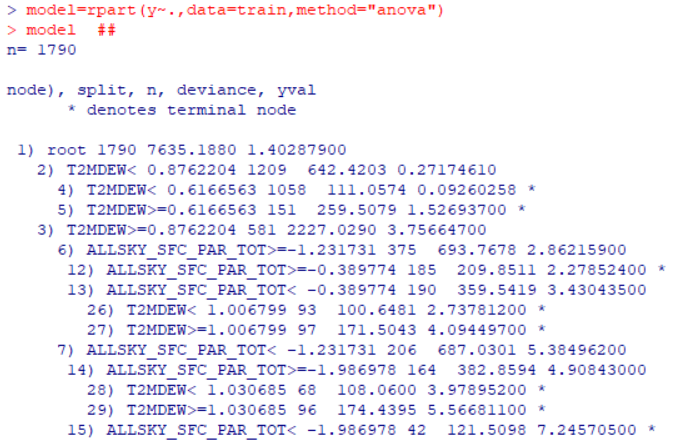 > model=rpart(y~.,data=train,method="anova")
> model  ##
n= 1790

node), split, n, deviance, yval
      * denotes terminal node

 1) root 1790 7635.1880 1.40287900
   2) T2MDEW< 0.8762204 1209  642.4203 0.27174610
     4) T2MDEW< 0.6166563 1058  111.0574 0.09260258 *
     5) T2MDEW>=0.6166563 151  259.5079 1.52693700 *
   3) T2MDEW>=0.8762204 581 2227.0290 3.75664700
     6) ALLSKY_SFC_PAR_TOT>=-1.231731 375  693.7678 2.86215900
      12) ALLSKY_SFC_PAR_TOT>=-0.389774 185  209.8511 2.27852400 *
      13) ALLSKY_SFC_PAR_TOT< -0.389774 190  359.5419 3.43043500
        26) T2MDEW< 1.006799 93  100.6481 2.73781200 *
        27) T2MDEW>=1.006799 97  171.5043 4.09449700 *
     7) ALLSKY_SFC_PAR_TOT< -1.231731 206  687.0301 5.38496200
      14) ALLSKY_SFC_PAR_TOT>=-1.986978 164  382.8594 4.90843000
        28) T2MDEW< 1.030685 68  108.0600 3.97895200 *
        29) T2MDEW>=1.030685 96  174.4395 5.56681100 *
      15) ALLSKY_SFC_PAR_TOT< -1.986978 42  121.5098 7.24570500 *